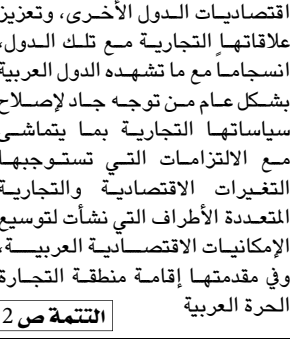 اقتصاديات الدول الأخرى، وتعزيز
علاقاتها التجارية مع تلك الدول،
انسجاماً مع ما تشهده الدول العربية
بشكل عام من توجه جاد لإصلاح
سياساتها التجارية بما يتماشى
مع الالتزامات التي تستوجبها
التغيرات الاقتصادية والتجارية
المتعددة الأطراف التي نشأت لتوسيع
الإمكانيات الاقتصادية العربية،
وفي مقدمتها إقامة منطقة التجارة
الحرة العربية
التتمة ص 2